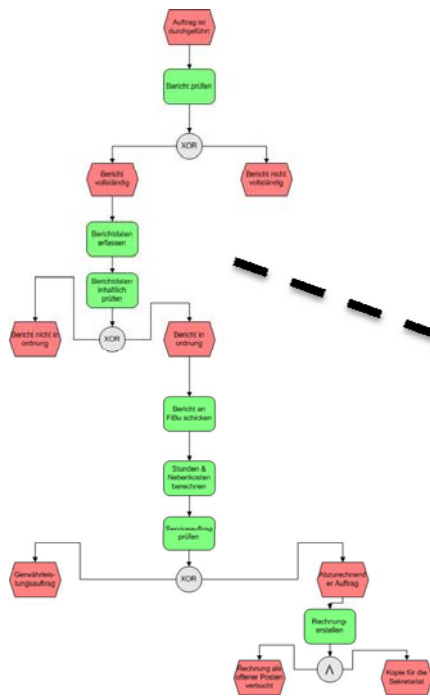 Auftrag ist
durchgeführt
Bericht prüfen
XOR
Bericht
vollständig
Bericht nicht
vollständig
Berichtdaten
erfassen
Berichtdaten
inhaltlich
prüfen
Bericht nicht in
ordnung
XOR
Bericht in
ordnung
Bericht an
FiBu schicken
Stunden &
Nebenkosten
berechnen
Serviceauftrag
prüfen
Gerwährleis-
tungsauftrag
XOR
Abzurechnend
er Auftrag
Rechnung-
erstellen
Rechnung als
offener Posten
verbucht
Λ
Kopie für die
Sekretariat